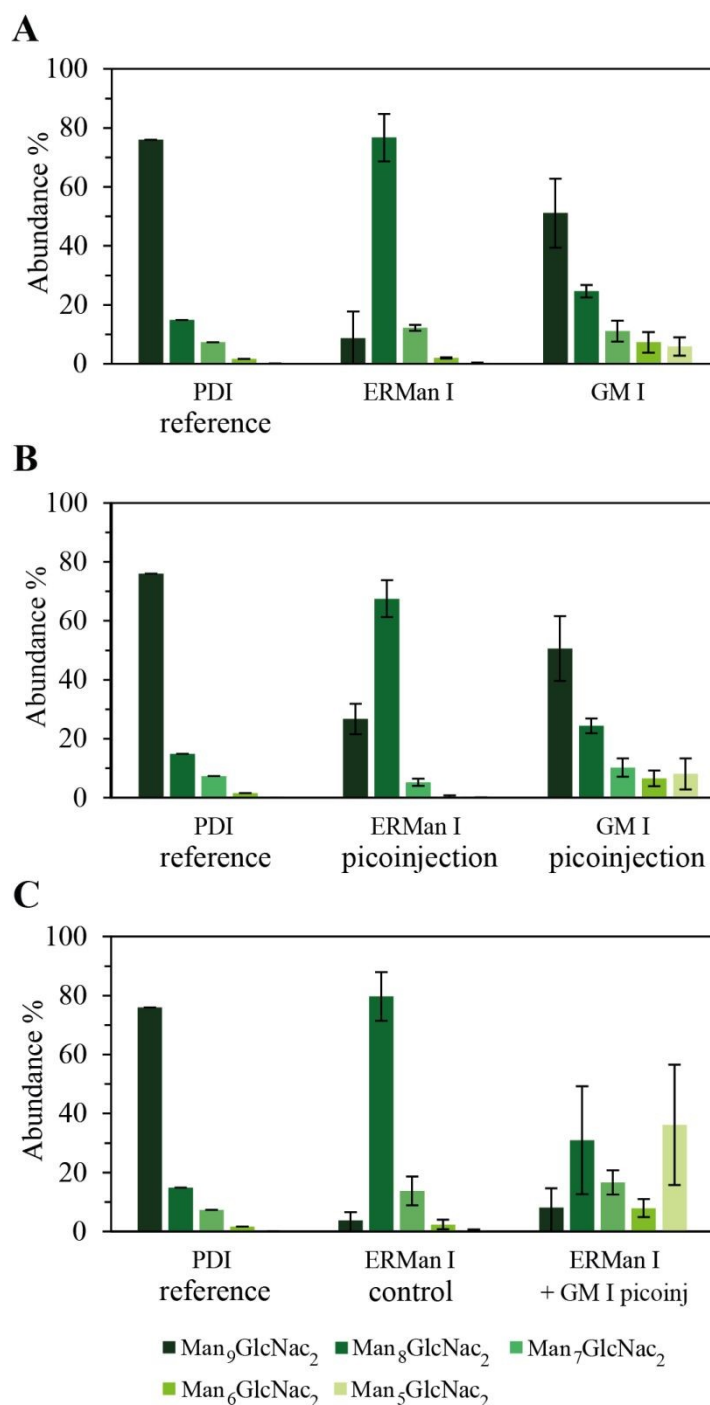 A
100
80
60
40
20
0
Abundance %
PDI reference
ERMan I
GM I
B
100
80
60
40
20
0
Abundance %
PDI reference
ERMan I picoinjection
GM I picoinjection
C
100
80
60
40
20
0
Abundance %
PDI reference
ERMan I control
ERMan I + GM I picoinj
Man₉GlcNac₂ Man₈GlcNac₂ Man₇GlcNac₂
Man₆GlcNac₂ Man₅GlcNac₂